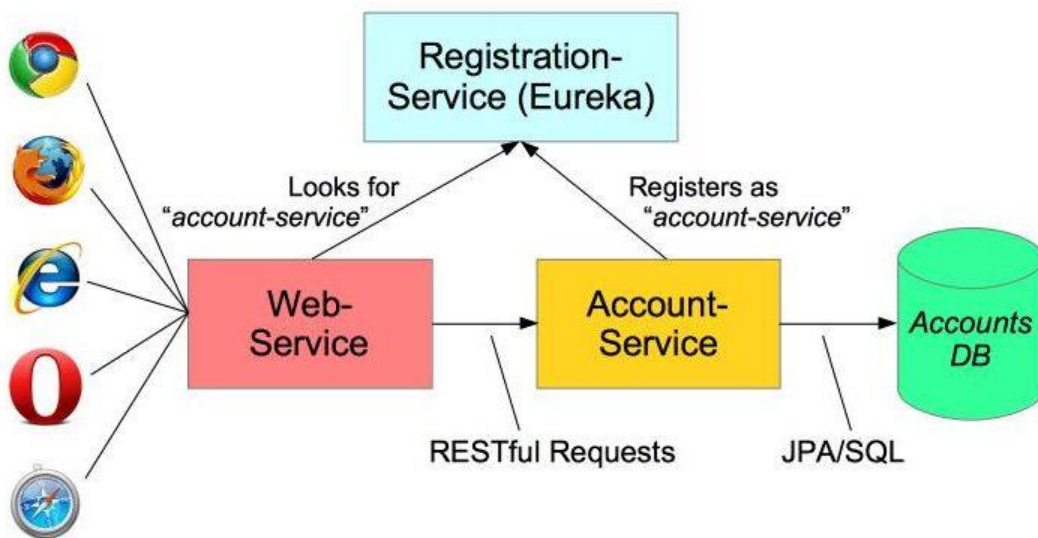 Registration-
Service (Eureka)
Looks for
“account-service”
Registers as
“account-service”
Web-
Service
Account-
Service
Accounts
DB
RESTful Requests
JPA/SQL